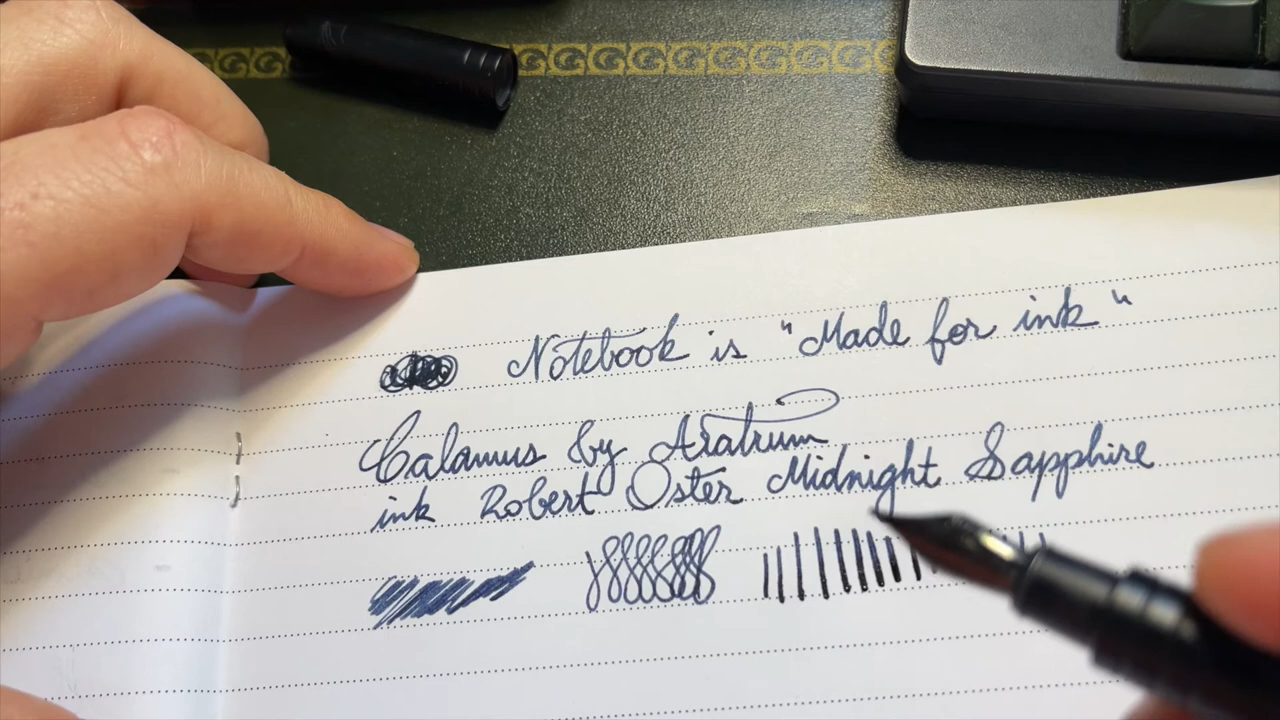 Notebook is "Made for ink"
Calamus by Aratrum
ink Robert Oster Midnight Sapphire